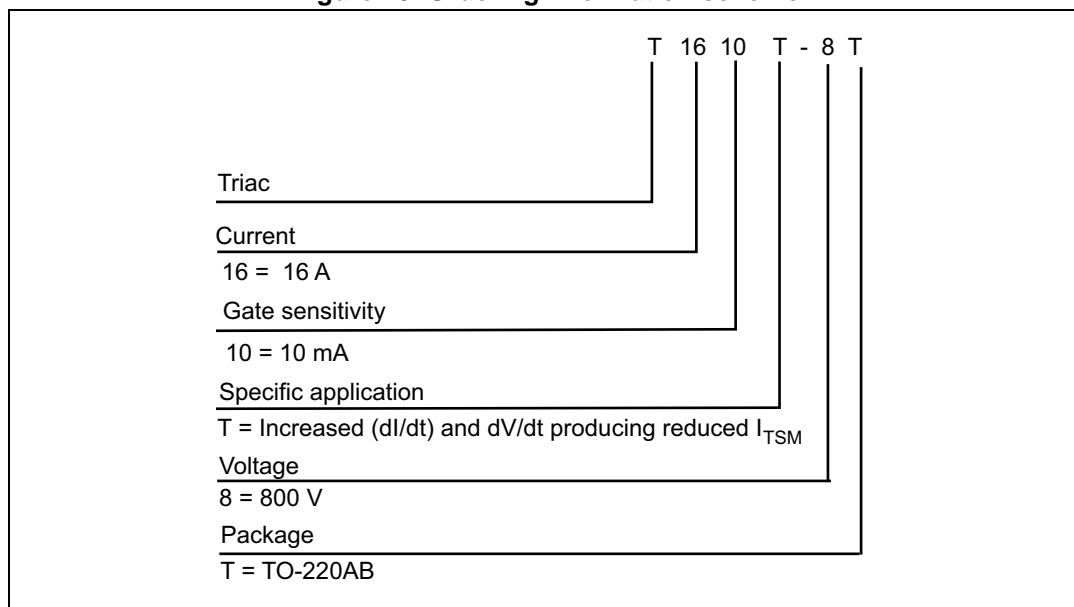 T 16 10 T - 8 T
Triac
Current
16 = 16 A
Gate sensitivity
10 = 10 mA
Specific application
T = Increased (dI/dt) and dV/dt producing reduced ITSM
Voltage
8 = 800 V
Package
T = TO-220AB